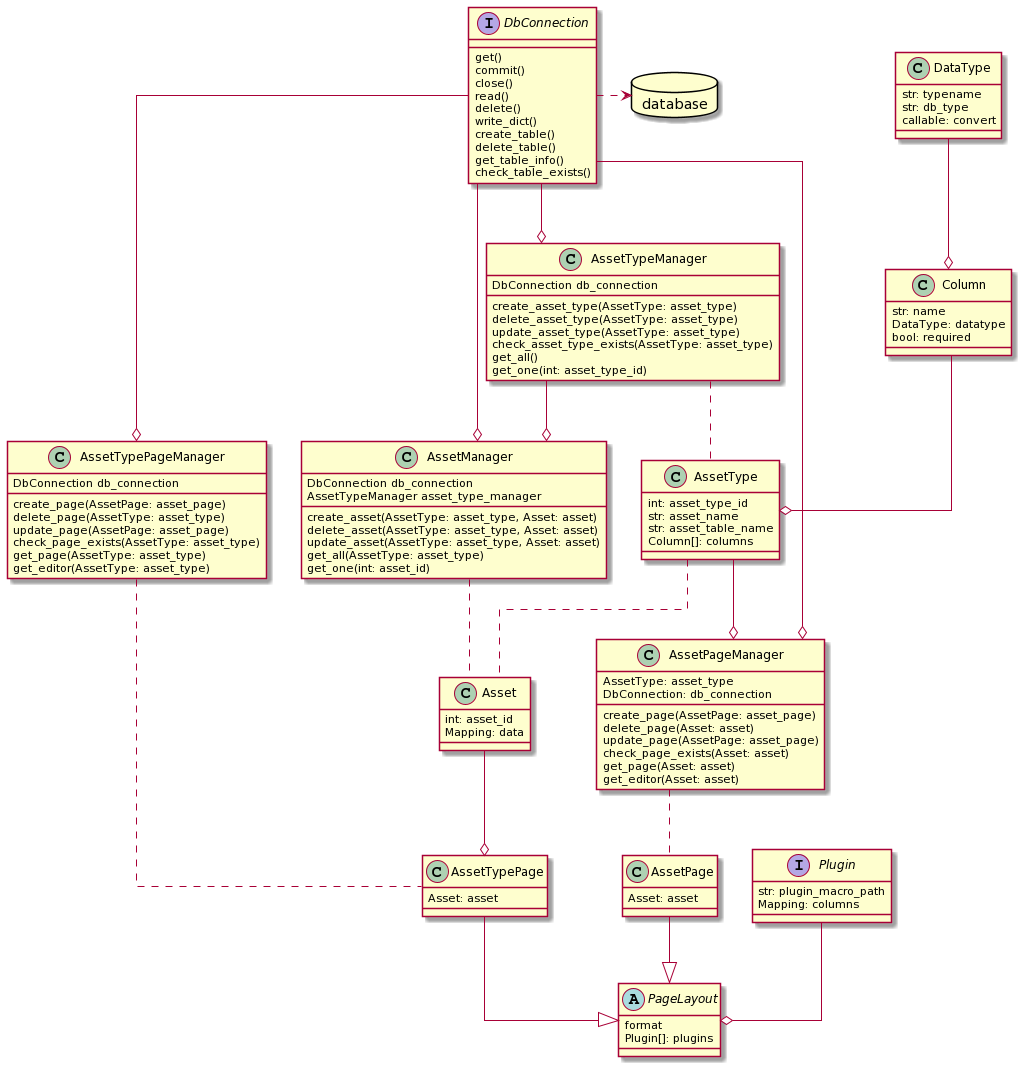 I DbConnection
get()
commit()
close()
read()
delete()
write_dict()
create_table()
delete_table()
get_table_info()
check_table_exists()
database
C DataType
str: typename
str: db_type
callable: convert
C AssetTypeManager
DbConnection db_connection
create_asset_type(AssetType: asset_type)
delete_asset_type(AssetType: asset_type)
update_asset_type(AssetType: asset_type)
check_asset_type_exists(AssetType: asset_type)
get_all()
get_one(int: asset_type_id)
C Column
str: name
DataType: datatype
bool: required
C AssetTypePageManager
DbConnection db_connection
create_page(AssetPage: asset_page)
delete_page(AssetType: asset_type)
update_page(AssetPage: asset_page)
check_page_exists(AssetType: asset_type)
get_page(AssetType: asset_type)
get_editor(AssetType: asset_type)
C AssetManager
DbConnection db_connection
AssetTypeManager asset_type_manager
create_asset(AssetType: asset_type, Asset: asset)
delete_asset(AssetType: asset_type, Asset: asset)
update_asset(AssetType: asset_type, Asset: asset)
get_all(AssetType: asset_type)
get_one(int: asset_id)
C AssetType
int: asset_type_id
str: asset_name
str: asset_table_name
Column[]: columns
C Asset
int: asset_id
Mapping: data
C AssetPageManager
AssetType: asset_type
DbConnection: db_connection
create_page(AssetPage: asset_page)
delete_page(Asset: asset)
update_page(AssetPage: asset_page)
check_page_exists(Asset: asset)
get_page(Asset: asset)
get_editor(Asset: asset)
C AssetTypePage
Asset: asset
C AssetPage
Asset: asset
I Plugin
str: plugin_macro_path
Mapping: columns
A PageLayout
format
Plugin[]: plugins